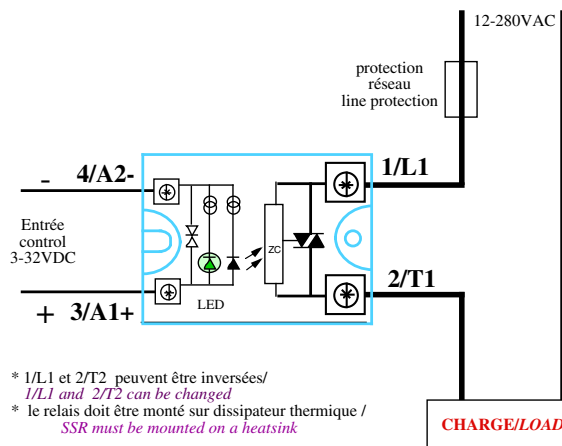 12-280VAC
protection
réseau
line protection
1/L1
4/A2-
-
Entrée
control
3-32VDC
ZC
+
3/A1+
LED
2/T1
* 1/L1 et 2/T2 peuvent être inversées/
1/L1 and 2/T2 can be changed
* le relais doit être monté sur dissipateur thermique /
SSR must be mounted on a heatsink
CHARGE/LOAD